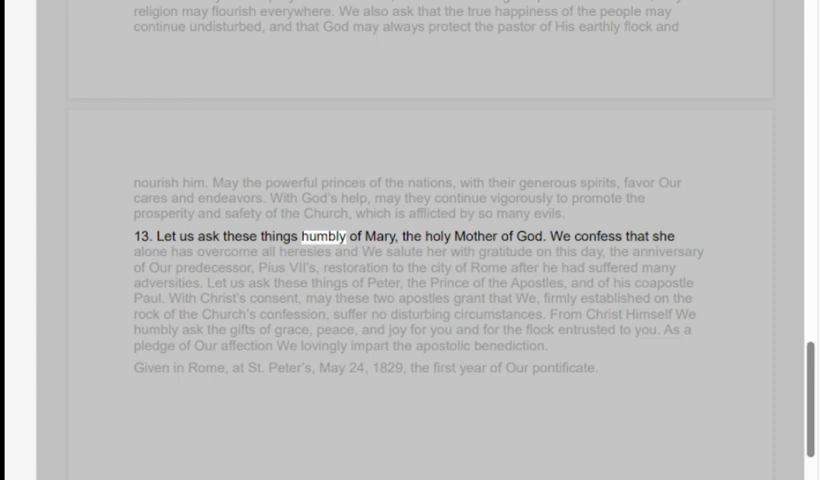 religion may flourish everywhere. We also ask that the true happiness of the people may
continue undisturbed, and that God may always protect the pastor of His earthly flock and
nourish him. May the powerful princes of the nations, with their generous spirits, favor Our
cares and endeavors. With God's help, may they continue vigorously to promote the
prosperity and safety of the Church, which is afflicted by so many evils.
13. Let us ask these things humbly of Mary, the holy Mother of God. We confess that she
alone has overcome all heresies and We salute her with gratitude on this day, the anniversary
of Our predecessor, Pius VII's, restoration to the city of Rome after he had suffered many
adversities. Let us ask these things of Peter, the Prince of the Apostles, and of his coapostle
Paul. With Christ's consent, may these two apostles grant that We, firmly established on the
rock of the Church's confession, suffer no disturbing circumstances. From Christ Himself We
humbly ask the gifts of grace, peace, and joy for you and for the flock entrusted to you. As a
pledge of Our affection We lovingly impart the apostolic benediction.
Given in Rome, at St. Peter's, May 24, 1829, the first year of Our pontificate.